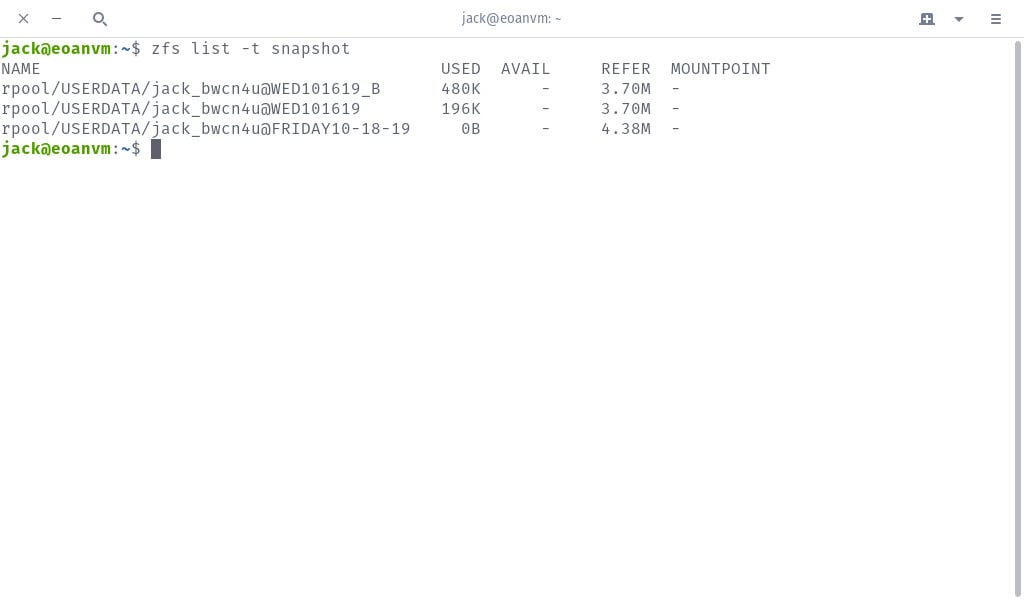 jack@eoanvm: ~
jack@eoanvm:~$ zfs list -t snapshot
NAME                                        USED  AVAIL     REFER  MOUNTPOINT
rpool/USERDATA/jack_bwcn4u@WED101619_B      480K      -     3.70M  -
rpool/USERDATA/jack_bwcn4u@WED101619        196K      -     3.70M  -
rpool/USERDATA/jack_bwcn4u@FRIDAY10-18-19     0B      -     4.38M  -
jack@eoanvm:~$